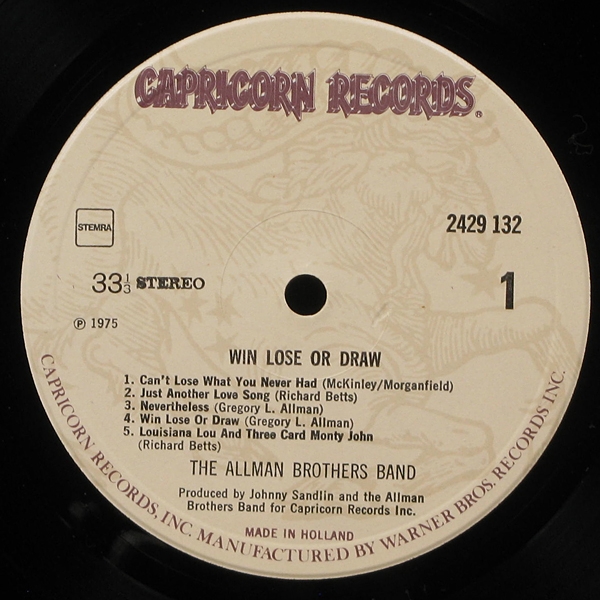 CAPRICORN RECORDS®
STEMRA
2429 132
33 1/3 STEREO
1
℗ 1975
WIN LOSE OR DRAW
1. Can't Lose What You Never Had (McKinley/Morganfield)
2. Just Another Love Song (Richard Betts)
3. Nevertheless (Gregory L. Allman)
4. Win Lose Or Draw (Gregory L. Allman)
5. Louisiana Lou And Three Card Monty John
(Richard Betts)
THE ALLMAN BROTHERS BAND
Produced by Johnny Sandlin and the Allman
Brothers Band for Capricorn Records Inc.
MADE IN HOLLAND
CAPRICORN RECORDS, INC. MANUFACTURED BY WARNER BROS. RECORDS INC.